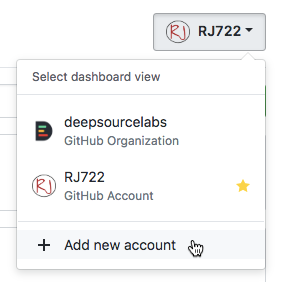 RJ RJ722
Select dashboard view
deepsourcelabs
GitHub Organization
RJ RJ722
GitHub Account
+ Add new account